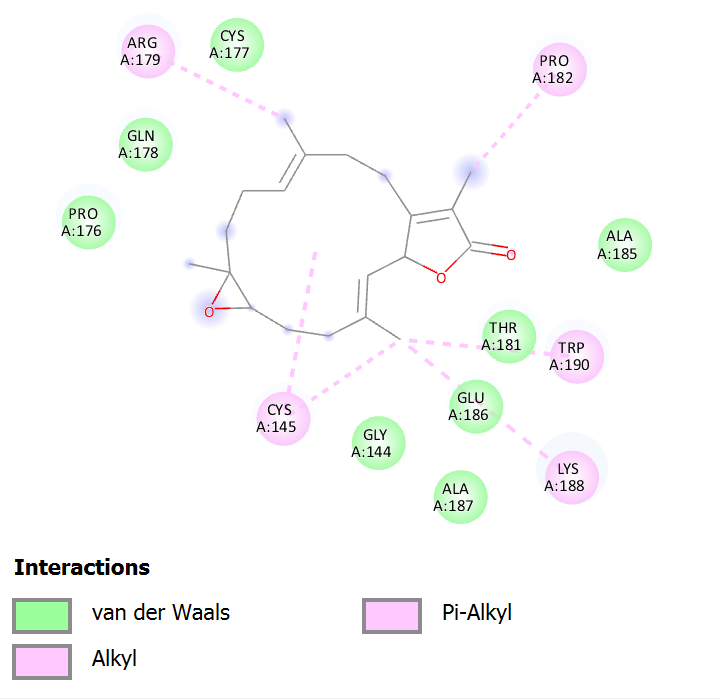 ARG
A:179
CYS
A:177
PRO
A:182
GLN
A:178
PRO
A:176
ALA
A:185
O
O
O
THR
A:181
TRP
A:190
CYS
A:145
GLU
A:186
GLY
A:144
LYS
A:188
ALA
A:187
Interactions
van der Waals
Pi-Alkyl
Alkyl